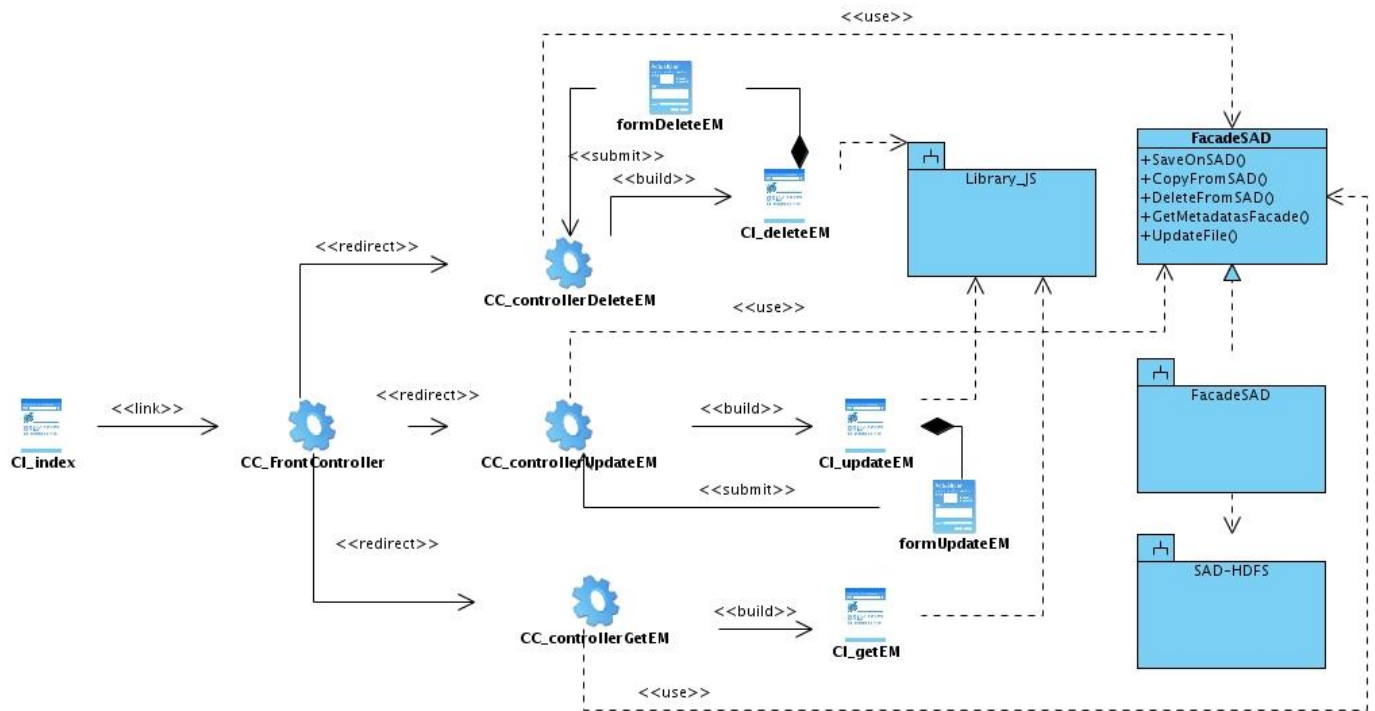 <<use>>
formDeleteEM
<<submit>>
<<build>>
CI_deleteEM
Library_JS
FacadeSAD
+SaveOnSAD()
+CopyFromSAD()
+DeleteFromSAD()
+GetMetadatasFacade()
+UpdateFile()
<<redirect>>
CC_controllerDeleteEM
<<use>>
CI_index
<<link>>
CC_FrontController
<<redirect>>
CC_controllerUpdateEM
<<build>>
CI_updateEM
<<submit>>
formUpdateEM
FacadeSAD
SAD-HDFS
<<redirect>>
CC_controllerGetEM
<<build>>
CI_getEM
<<use>>